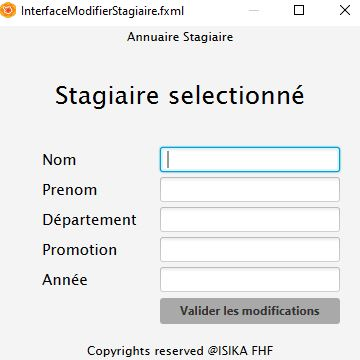 InterfaceModifierStagiaire.fxml
Annuaire Stagiaire
Stagiaire selectionné
Nom
Prenom
Département
Promotion
Année
Valider les modifications
Copyrights reserved @ISIKA FHF